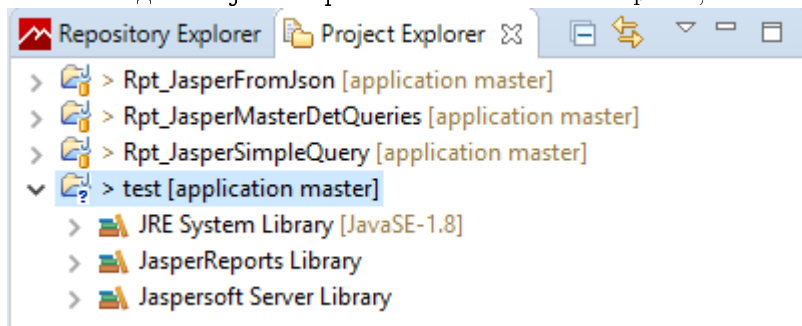 Repository Explorer Project Explorer
> Rpt_JasperFromJson [application master]
> Rpt_JasperMasterDetQueries [application master]
> Rpt_JasperSimpleQuery [application master]
> test [application master]
JRE System Library [JavaSE-1.8]
JasperReports Library
Jaspersoft Server Library